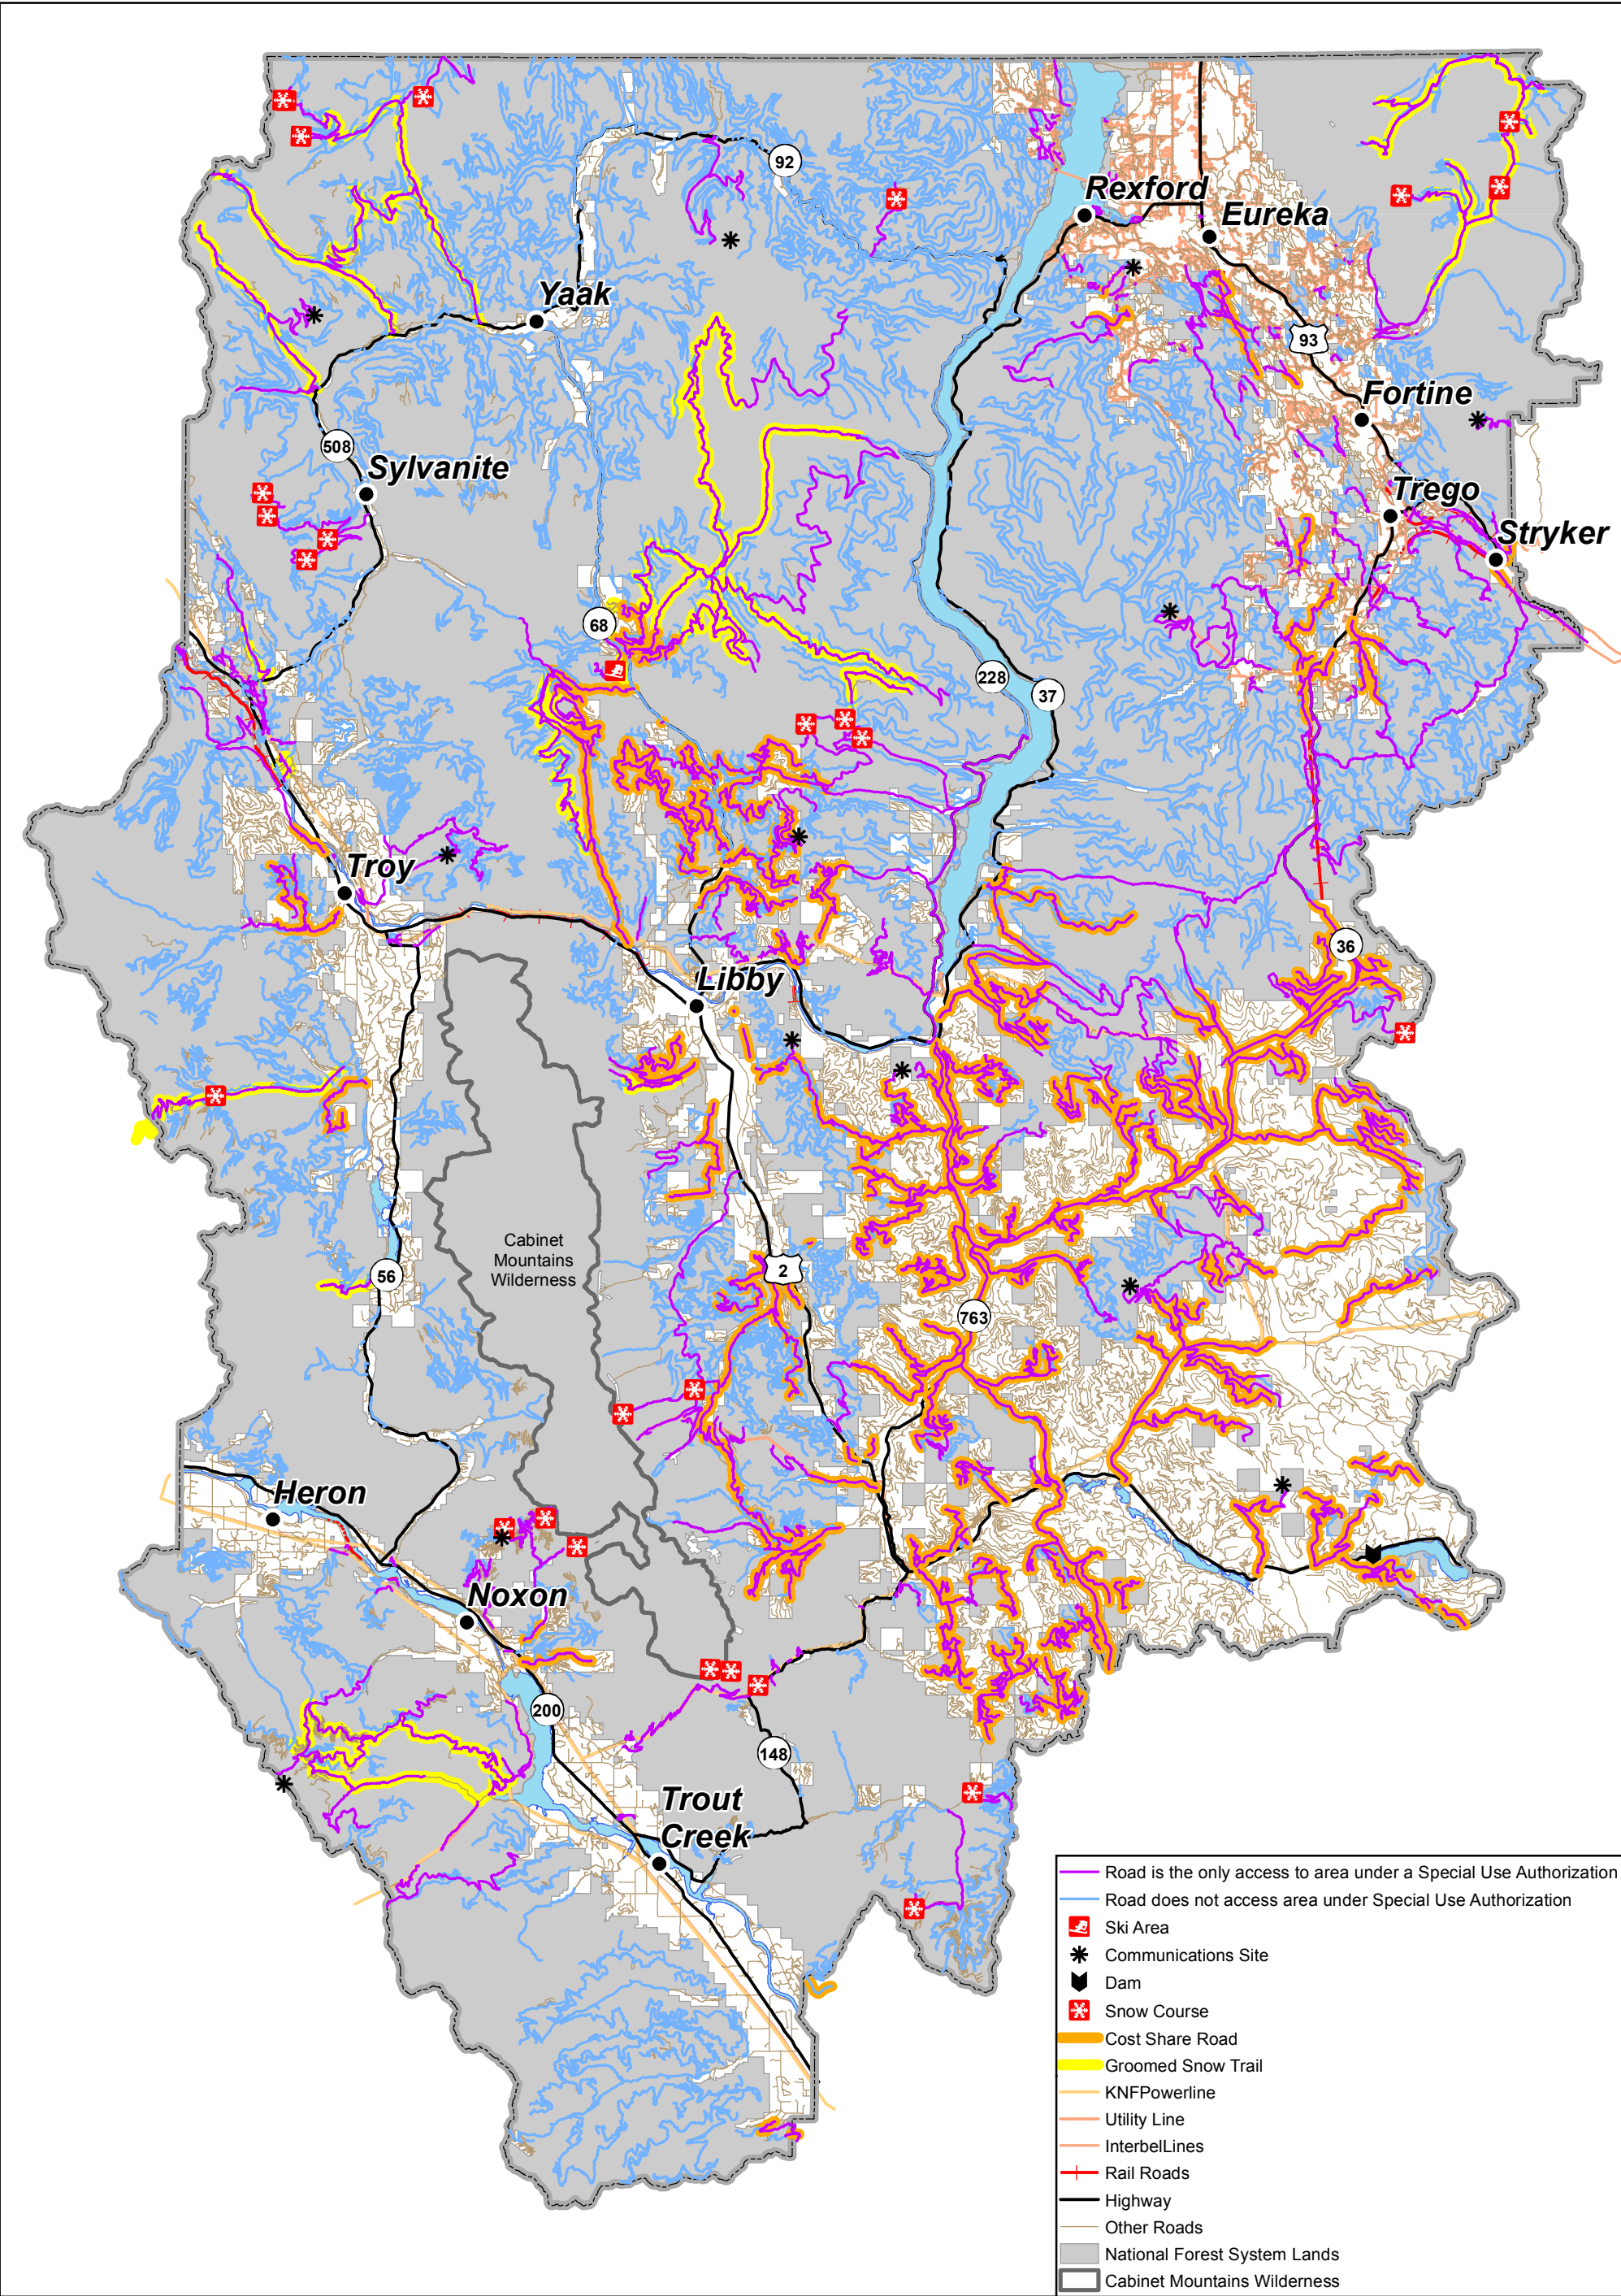 92
Rexford
Eureka
Yaak
93
Fortine
508
Sylvanite
Trego
Stryker
68
228
37
Troy
36
Libby
Cabinet
Mountains
Wilderness
56
2
763
Heron
Noxon
200
148
Trout
Creek
Road is the only access to area under a Special Use Authorization
Road does not access area under Special Use Authorization
Ski Area
Communications Site
Dam
Snow Course
Cost Share Road
Groomed Snow Trail
KNFPowerline
Utility Line
InterbelLines
Rail Roads
Highway
Other Roads
National Forest System Lands
Cabinet Mountains Wilderness